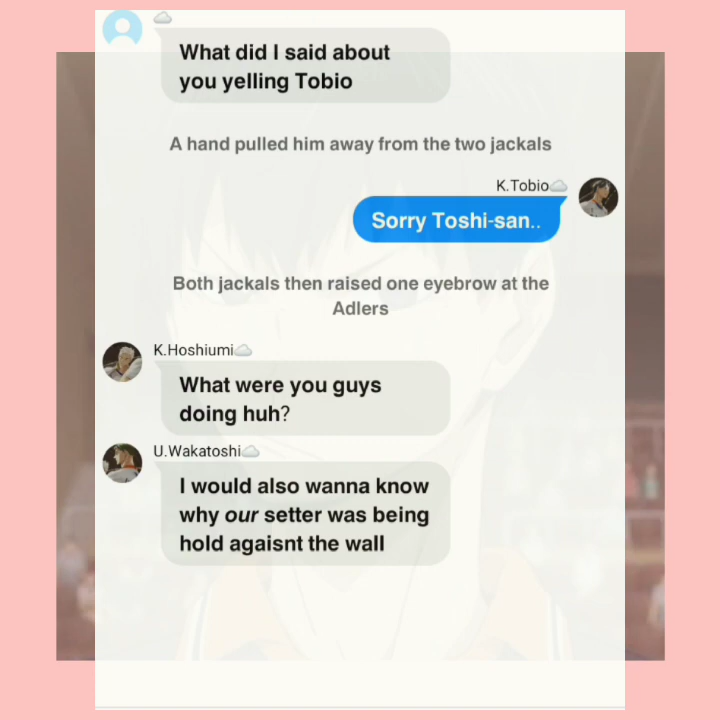 ☁️
What did I said about
you yelling Tobio
A hand pulled him away from the two jackals
K.Tobio☁️
Sorry Toshi-san..
Both jackals then raised one eyebrow at the
Adlers
K.Hoshiumi☁️
What were you guys
doing huh?
U.Wakatoshi☁️
I would also wanna know
why our setter was being
hold agaisnt the wall